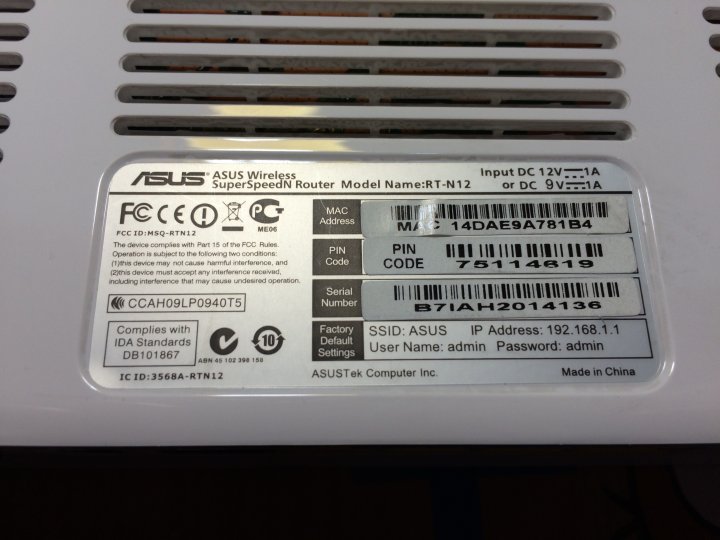 ASUS ASUS Wireless
SuperSpeedN Router Model Name:RT-N12
Input DC 12V 1A
or DC 9V 1A
FCC ID:MSQ-RTN12
ME06
The device complies with Part 15 of the FCC Rules.
Operation is subject to the following two conditions:
(1)this device may not cause harmful interference, and
(2)this device must accept any interference received,
including interference that may cause undesired operation.
CCAH09LP0940T5
Complies with
IDA Standards
DB101867
ABN 45 102 398 158
10
IC ID:3568A-RTN12
MAC
Address
MAC 14DAE9A781B4
PIN
Code
PIN
CODE
75114619
Serial
Number
B7IAH2014136
Factory
Default
Settings
SSID: ASUS IP Address: 192.168.1.1
User Name: admin Password: admin
ASUSTek Computer Inc.
Made in China